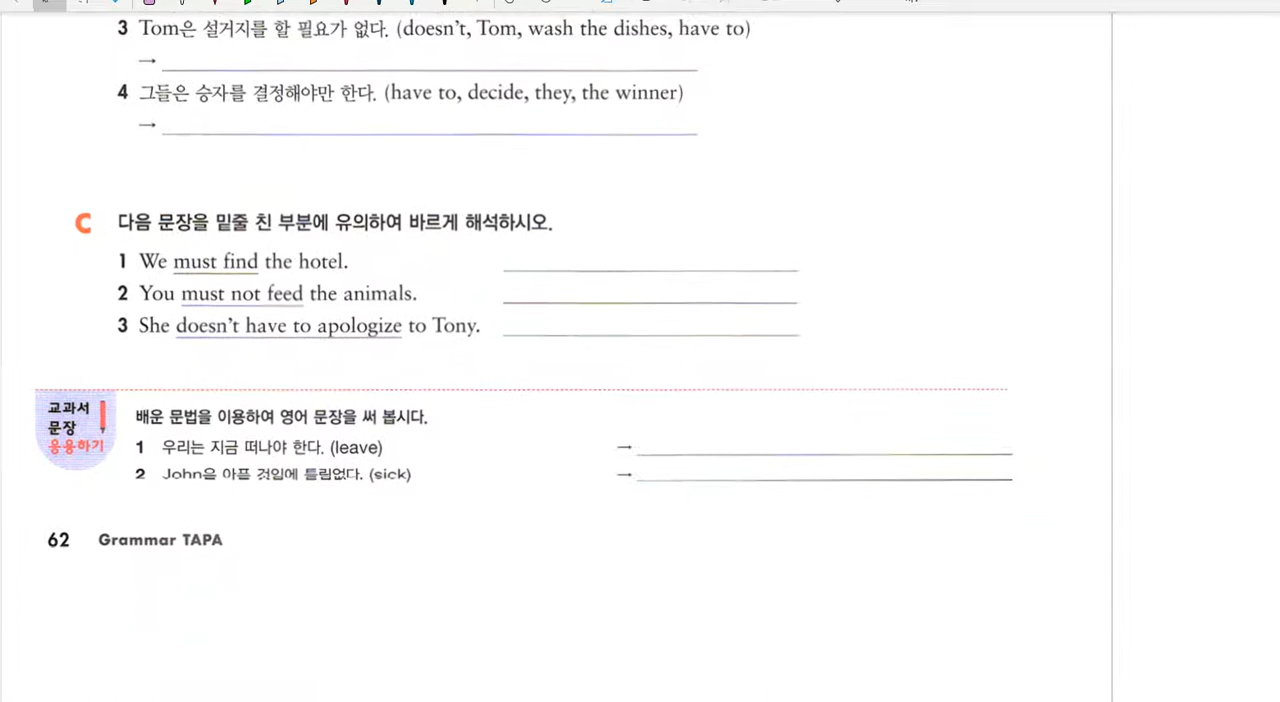 3 Tom은 설거지를 할 필요가 없다. (doesn't, Tom, wash the dishes, have to)
→
4 그들은 승자를 결정해야만 한다. (have to, decide, they, the winner)
→
C 다음 문장을 밑줄 친 부분에 유의하여 바르게 해석하시오.
1 We must find the hotel.
2 You must not feed the animals.
3 She doesn't have to apologize to Tony.
교과서
문장
응용하기
배운 문법을 이용하여 영어 문장을 써 봅시다.
1 우리는 지금 떠나야 한다. (leave) →
2 John은 아픈 것임에 틀림없다. (sick) →
62 Grammar TAPA